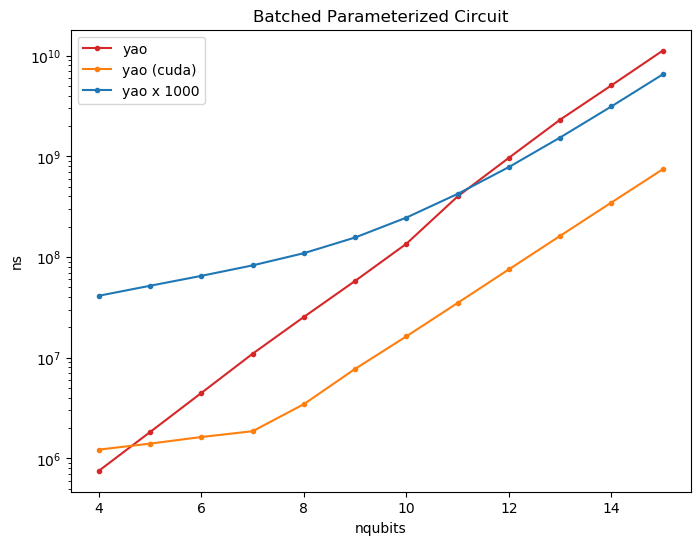 Batched Parameterized Circuit
yao
yao (cuda)
yao x 1000
10^10
10^9
10^8
10^7
10^6
ns
4 6 8 10 12 14
nqubits